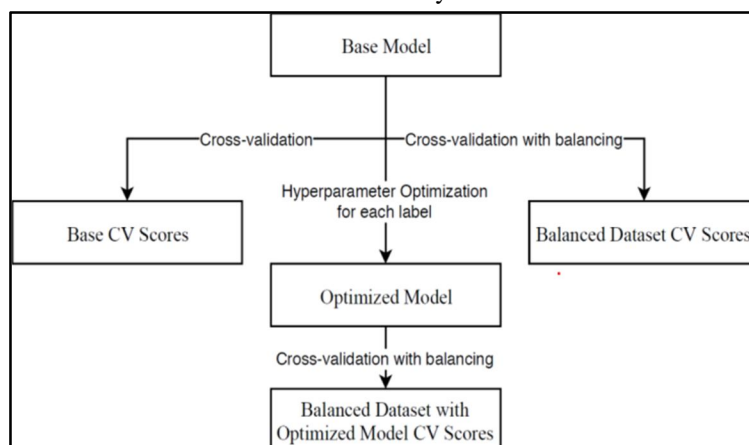 Base Model
Cross-validation
Cross-validation with balancing
Hyperparameter Optimization
for each label
Base CV Scores
Balanced Dataset CV Scores
Optimized Model
Cross-validation with balancing
Balanced Dataset with
Optimized Model CV Scores